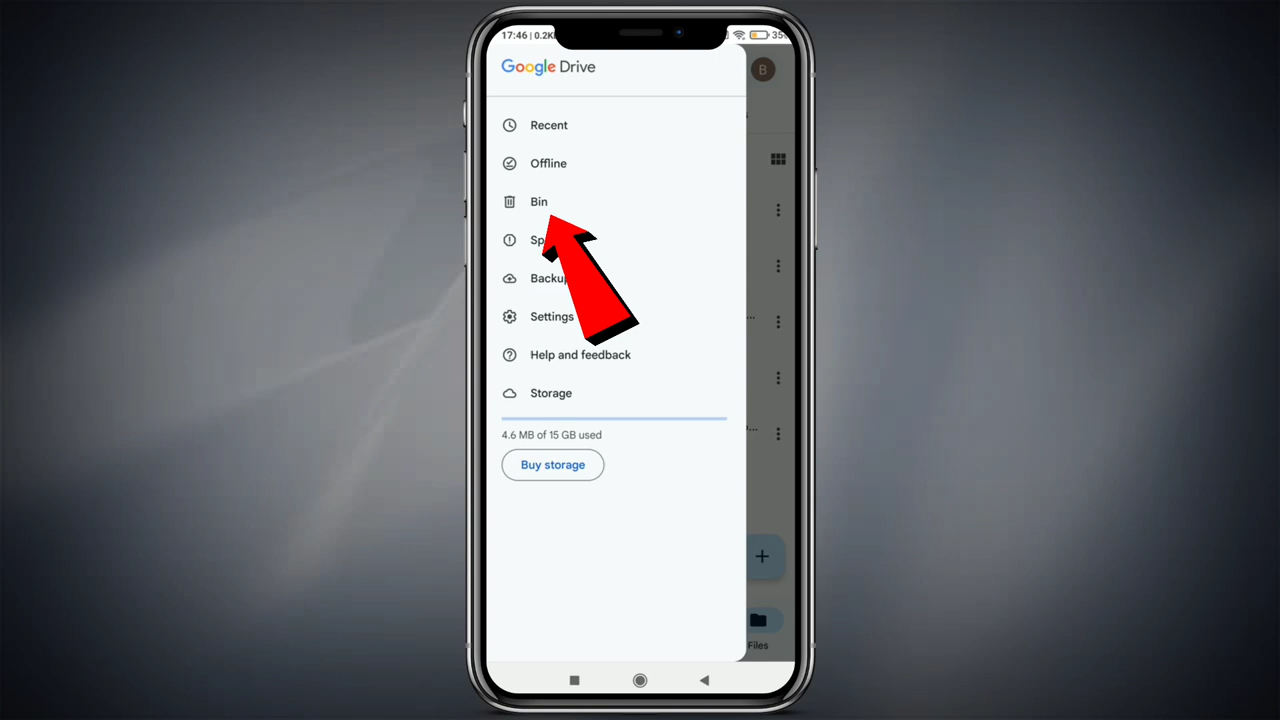 17:46 | 0.2K
35
Google Drive
B
Recent
Offline
Bin
Sp
Backup
Settings
Help and feedback
Storage
4.6 MB of 15 GB used
Buy storage
Files